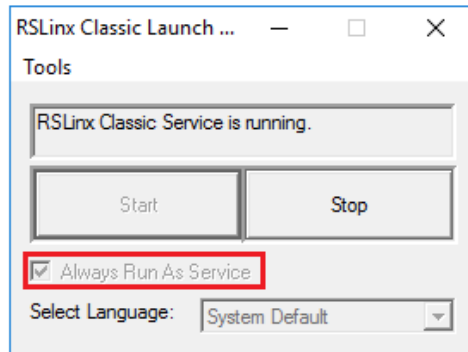 RSLinx Classic Launch ...
Tools
RSLinx Classic Service is running.
Start Stop
Always Run As Service
Select Language: System Default